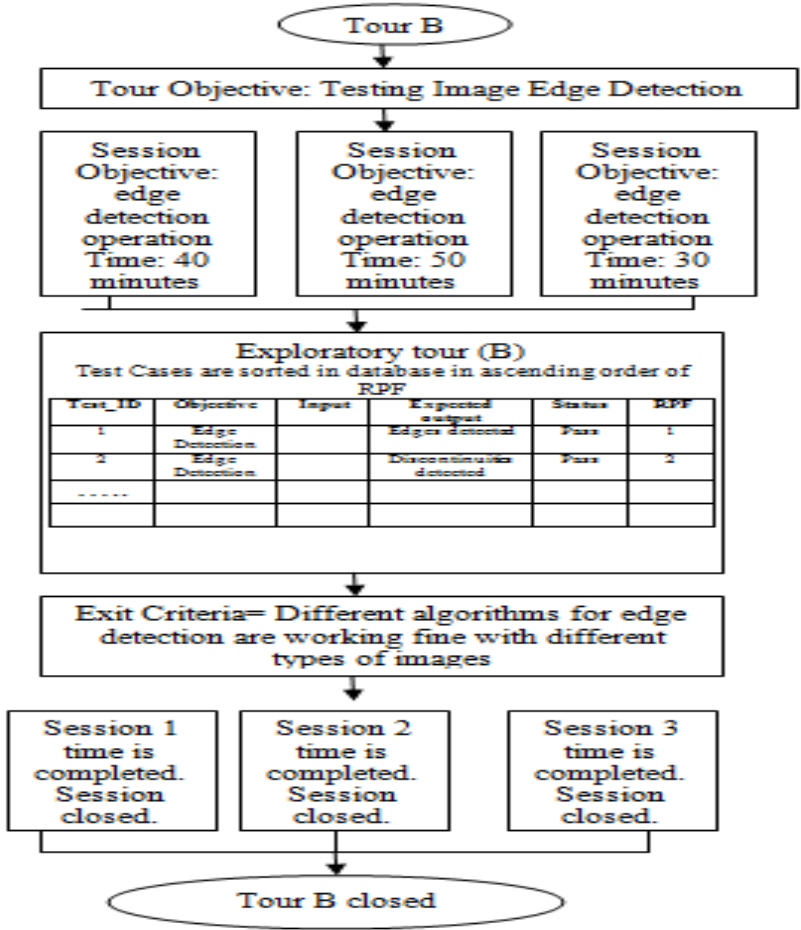 Tour B
Tour Objective: Testing Image Edge Detection
Session
Objective:
edge
detection
operation
Time: 40
minutes
Session
Objective:
edge
detection
operation
Time: 50
minutes
Session
Objective:
edge
detection
operation
Time: 30
minutes
Exploratory tour (B)
Test Cases are sorted in database in ascending order of
RPF
Test_ID Objective Input Expected output Status RPF
1 Edge Detection Edges detected Pass 1
2 Edge Detection Discontinuities detected Pass 2
-----
Exit Criteria= Different algorithms for edge
detection are working fine with different
types of images
Session 1
time is
completed.
Session
closed.
Session 2
time is
completed.
Session
closed.
Session 3
time is
completed.
Session
closed.
Tour B closed